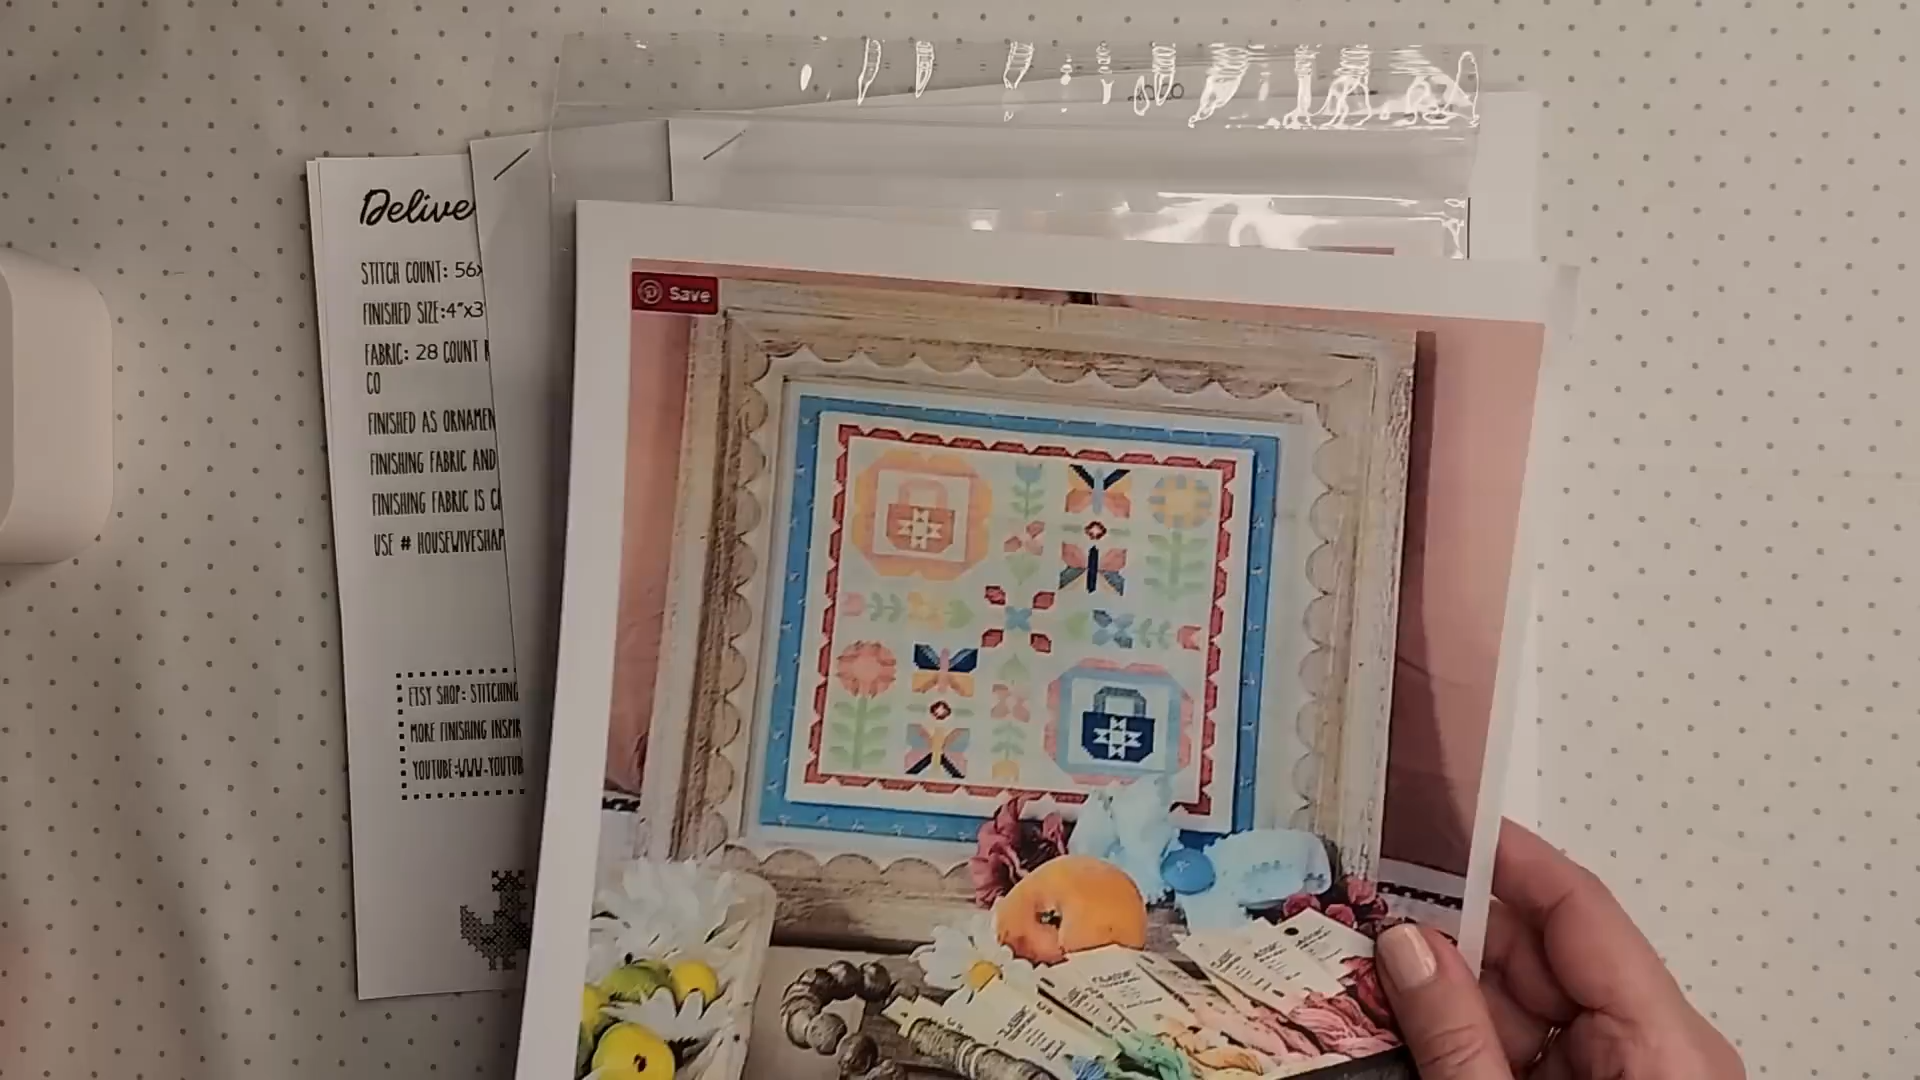 Delive
STITCH COUNT: 56x
FINISHED SIZE:4"x3
FABRIC: 28 COUNT
CO
FINISHED AS ORNAMEN
FINISHING FABRIC AND
FINISHING FABRIC IS
USE # HOUSEWIVESHAP
ETSY SHOP: STITCHING
MORE FINISHING INSPIR
YOUTUBE:WWW.YOUTUB
Save